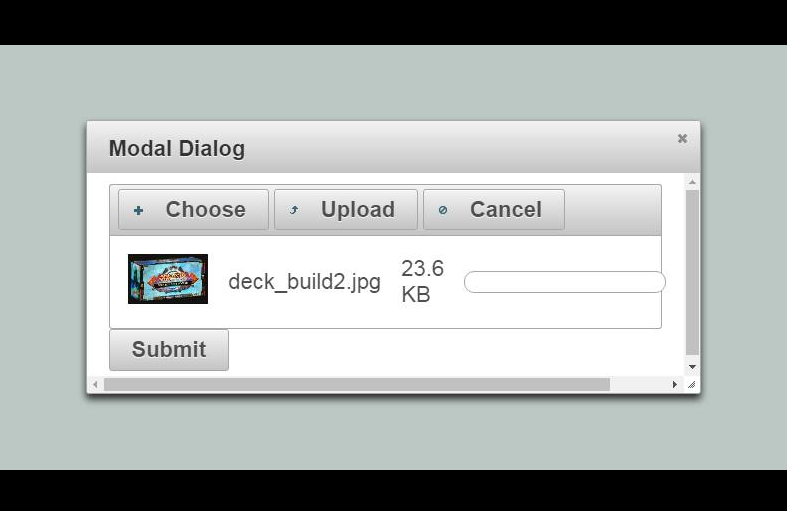 Modal Dialog
Choose Upload Cancel
deck_build2.jpg 23.6
KB
Submit